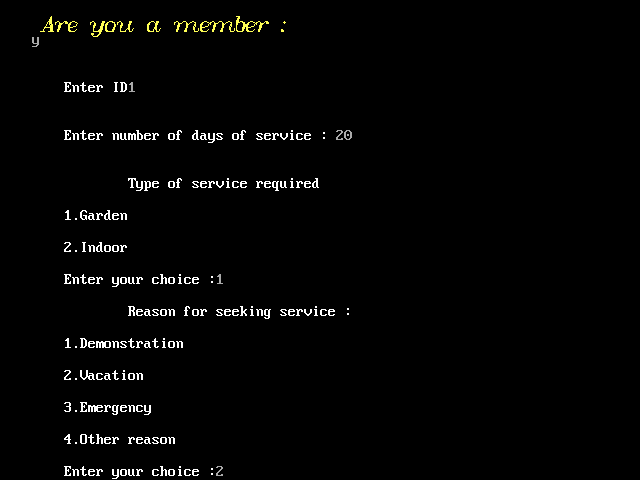 Are you a member :
y
Enter ID1
Enter number of days of service : 20
Type of service required
1.Garden
2.Indoor
Enter your choice :1
Reason for seeking service :
1.Demonstration
2.Vacation
3.Emergency
4.Other reason
Enter your choice :2